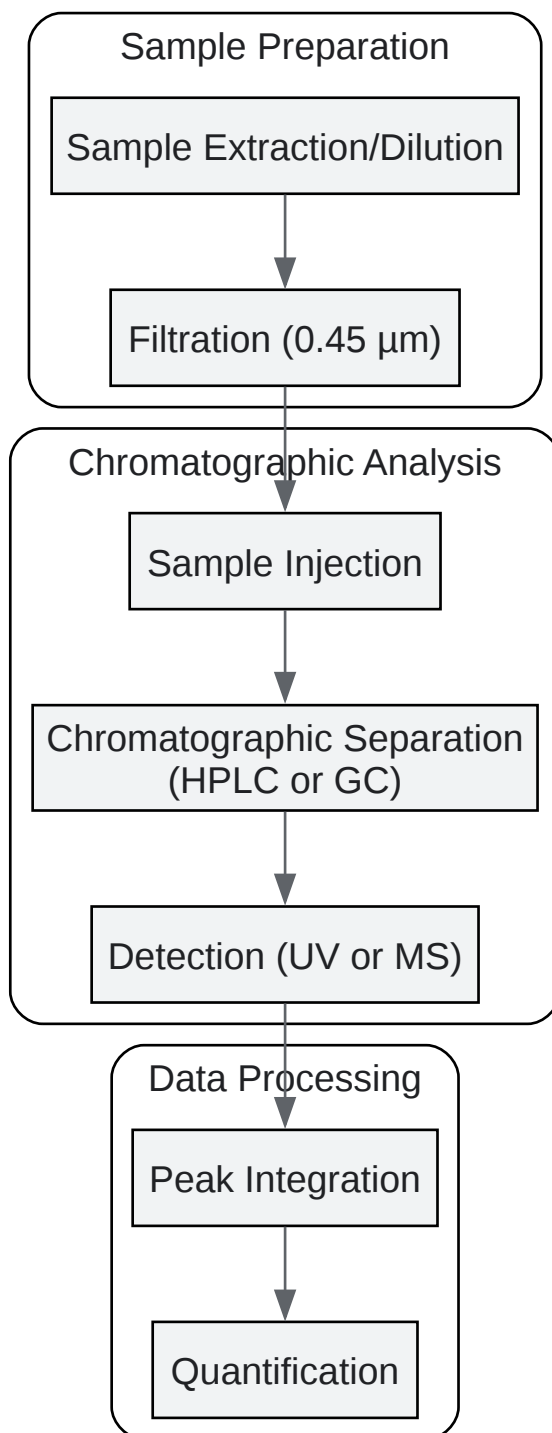 Sample Preparation
Sample Extraction/Dilution
Filtration (0.45 µm)
Chromatographic Analysis
Sample Injection
Chromatographic Separation
(HPLC or GC)
Detection (UV or MS)
Data Processing
Peak Integration
Quantification